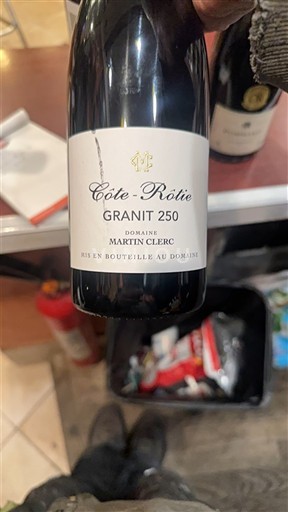 Côte-Rôtie
GRANIT 250
DOMAINE
MARTIN CLERC
MIS EN BOUTEILLE AU DOMAINE